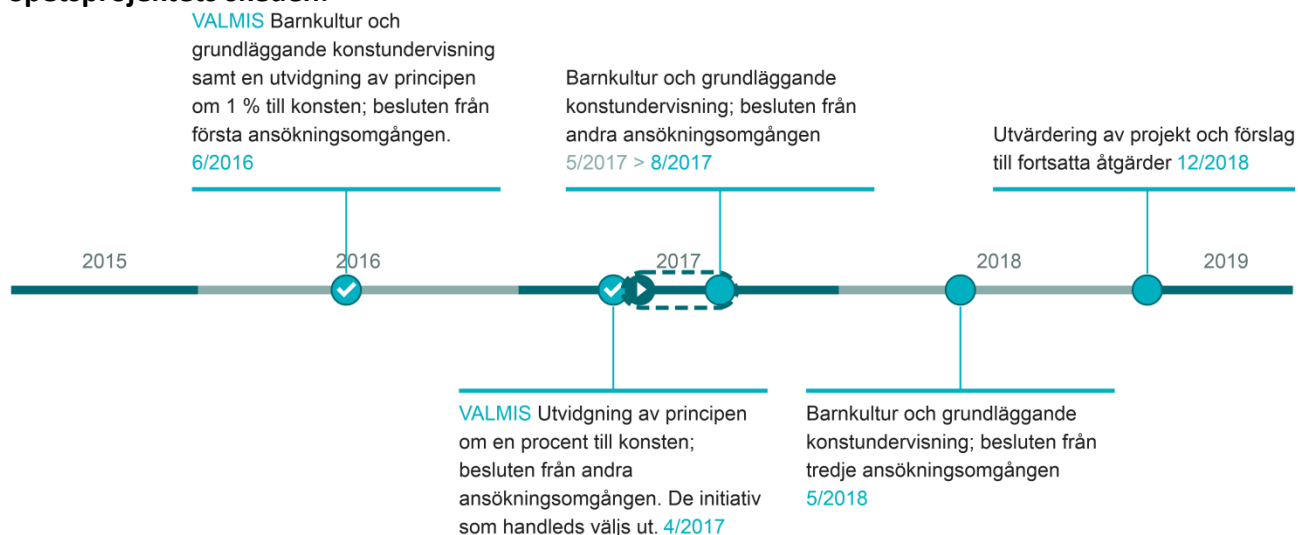 VALMIS Barnkultur och
grundläggande konstundervisning
samt en utvidgning av principen
om 1 % till konsten; besluten från
första ansökningsomgången.
6/2016
Barnkultur och grundläggande
konstundervisning; besluten från
andra ansökningsomgången
5/2017 > 8/2017
Utvärdering av projekt och förslag
till fortsatta åtgärder 12/2018
2015
2016
2017
2018
2019
VALMIS Utvidgning av principen
om en procent till konsten;
besluten från andra
ansökningsomgången. De initiativ
som handleds väljs ut. 4/2017
Barnkultur och grundläggande
konstundervisning; besluten från
tredje ansökningsomgången
5/2018